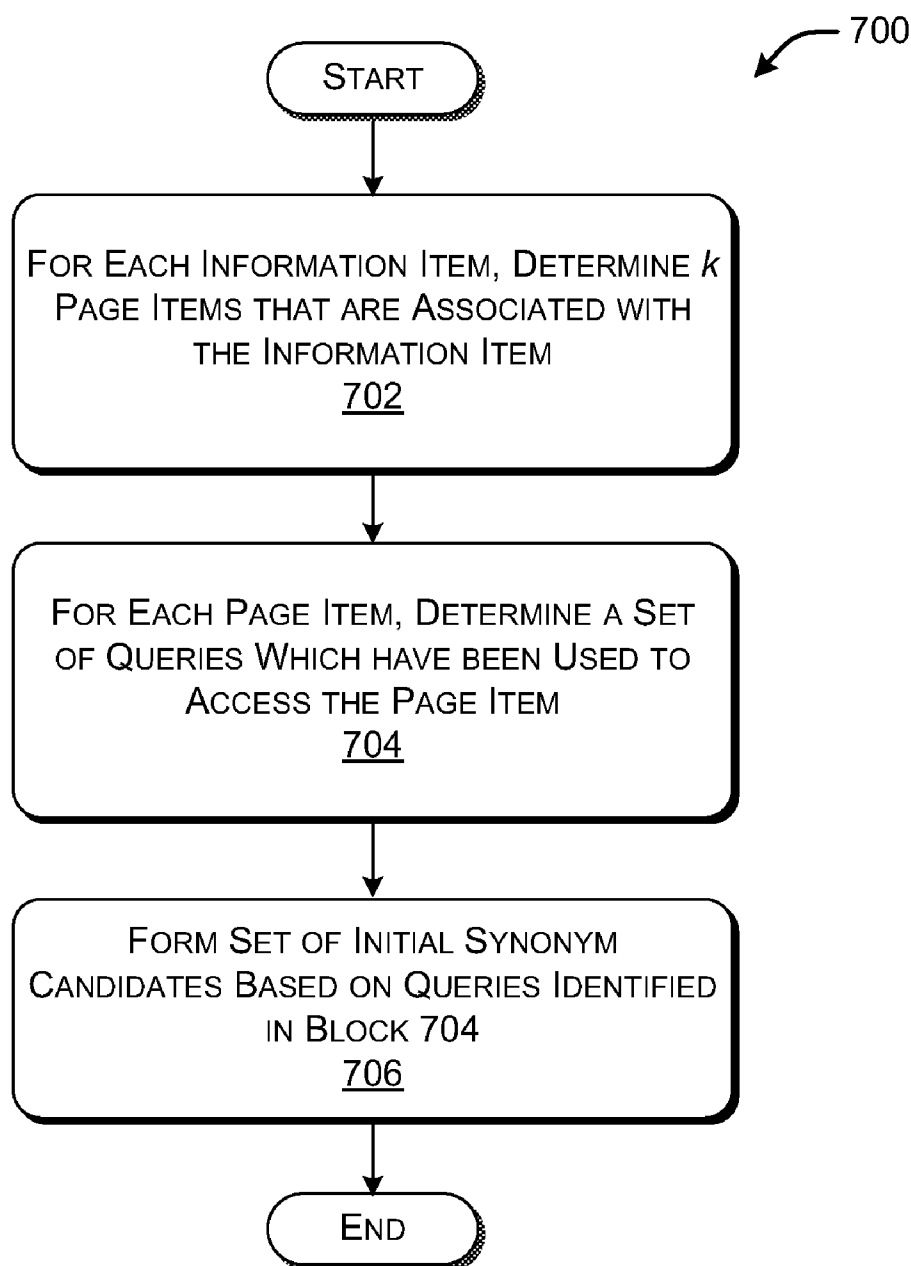 700
START
FOR EACH INFORMATION ITEM, DETERMINE k
PAGE ITEMS THAT ARE ASSOCIATED WITH
THE INFORMATION ITEM
702
FOR EACH PAGE ITEM, DETERMINE A SET
OF QUERIES WHICH HAVE BEEN USED TO
ACCESS THE PAGE ITEM
704
FORM SET OF INITIAL SYNONYM
CANDIDATES BASED ON QUERIES IDENTIFIED
IN BLOCK 704
706
END